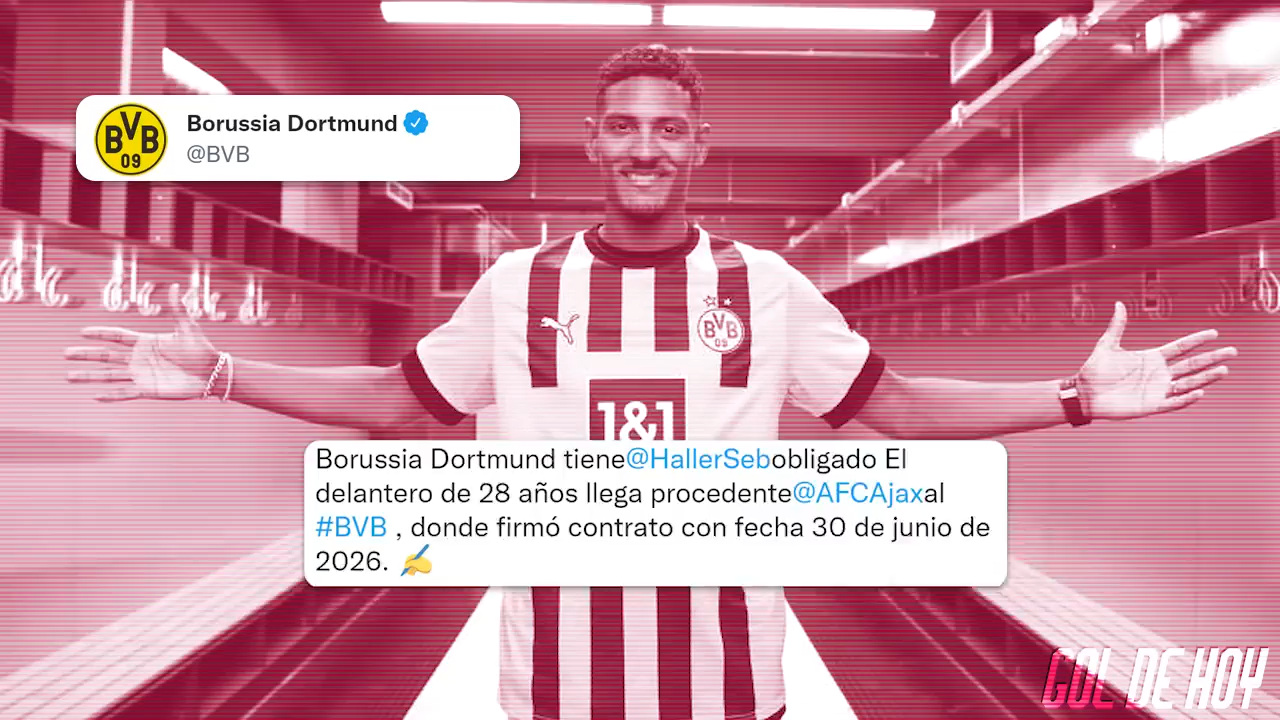 BVB
09
Borussia Dortmund
@BVB
BVB
09
1&1
Borussia Dortmund tiene@HallerSebobligado El
delantero de 28 años llega procedente@AFCAjaxal
#BVB , donde firmó contrato con fecha 30 de junio de
2026. ✍
GOL DE HOY